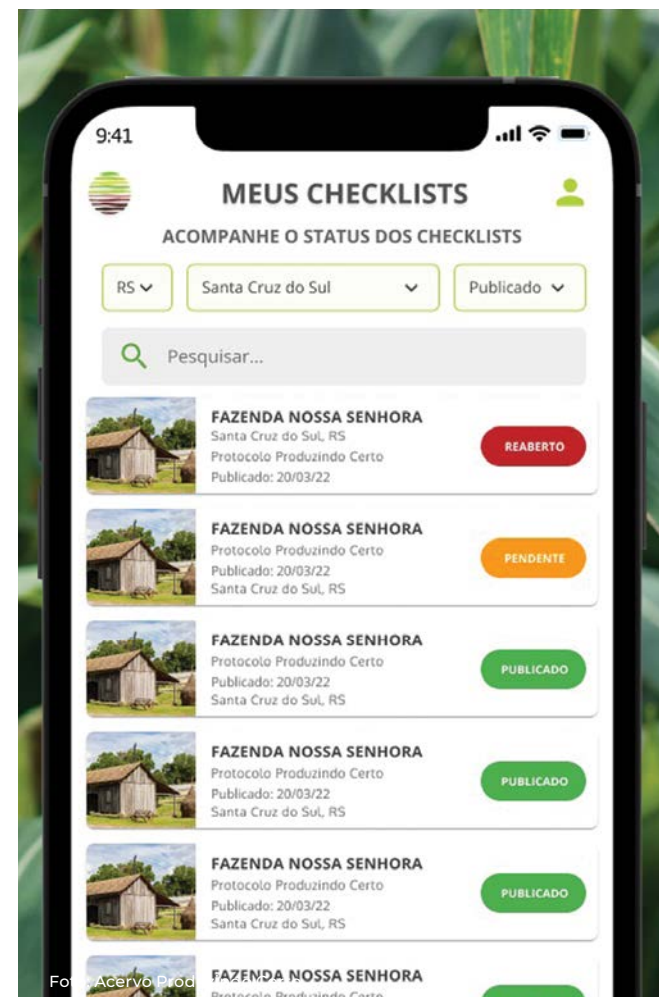 9:41
MEUS CHECKLISTS
ACOMPANHE O STATUS DOS CHECKLISTS
RS
Santa Cruz do Sul
Publicado
Pesquisar...
FAZENDA NOSSA SENHORA
Santa Cruz do Sul, RS
Protocolo Produzindo Certo
Publicado: 20/03/22
REABERTO
FAZENDA NOSSA SENHORA
Protocolo Produzindo Certo
Publicado: 20/03/22
Santa Cruz do Sul, RS
PENDENTE
FAZENDA NOSSA SENHORA
Protocolo Produzindo Certo
Publicado: 20/03/22
Santa Cruz do Sul, RS
PUBLICADO
FAZENDA NOSSA SENHORA
Protocolo Produzindo Certo
Publicado: 20/03/22
Santa Cruz do Sul, RS
PUBLICADO
FAZENDA NOSSA SENHORA
Protocolo Produzindo Certo
Publicado: 20/03/22
Santa Cruz do Sul, RS
PUBLICADO
FAZENDA NOSSA SENHORA
Protocolo Produzindo Certo
Acervo